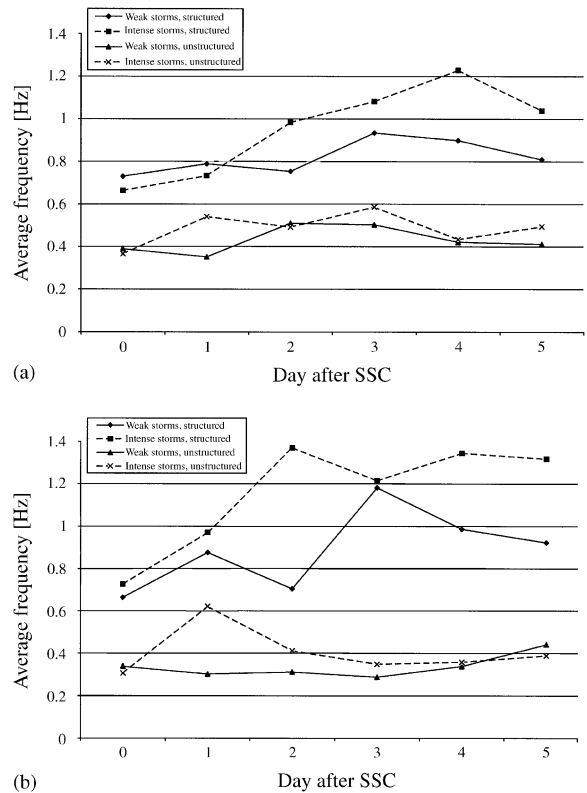 Weak storms, structured
Intense storms, structured
Weak storms, unstructured
Intense storms, unstructured
1.4
1.2
1
0.8
0.6
0.4
0.2
0
Average frequency [Hz]
0 1 2 3 4 5
Day after SSC
(a)
Weak storms, structured
Intense storms, structured
Weak storms, unstructured
Intense storms, unstructured
1.4
1.2
1
0.8
0.6
0.4
0.2
0
Average frequency [Hz]
0 1 2 3 4 5
Day after SSC
(b)